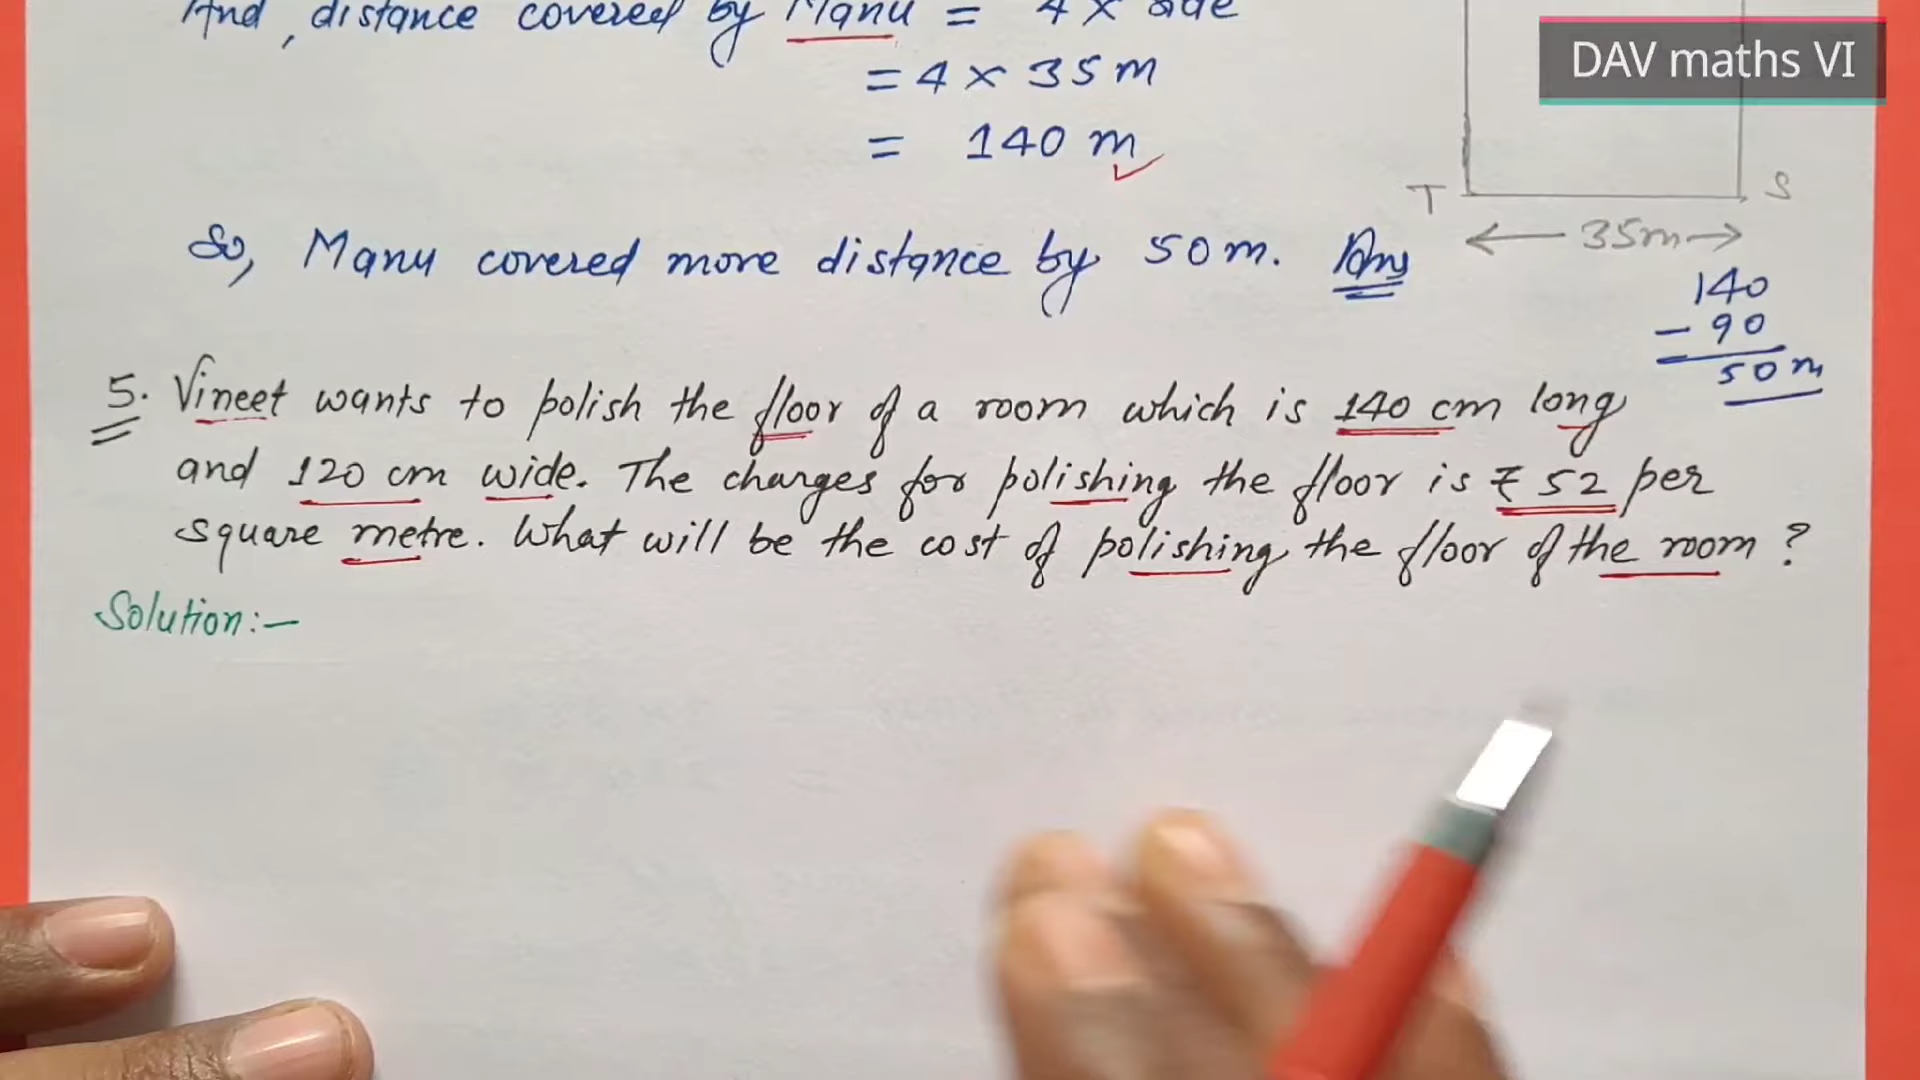 And, distance covered by Manu = 4 × side
DAV maths VI
= 4 × 35 m
= 140 m
T S
35m
So, Manu covered more distance by 50 m. Ans
140
- 90
50 m
5. Vineet wants to polish the floor of a room which is 140 cm long
and 120 cm wide. The charges for polishing the floor is ₹ 52 per
square metre. What will be the cost of polishing the floor of the room ?
Solution:-